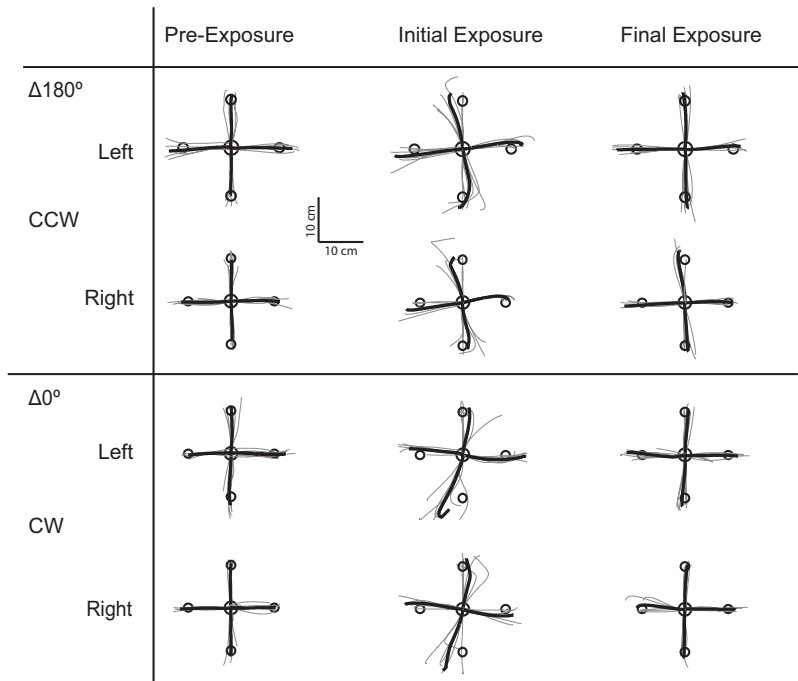 Pre-Exposure Initial Exposure Final Exposure
Δ180º
Left
CCW
10 cm
10 cm
Right
Δ0º
Left
CW
Right